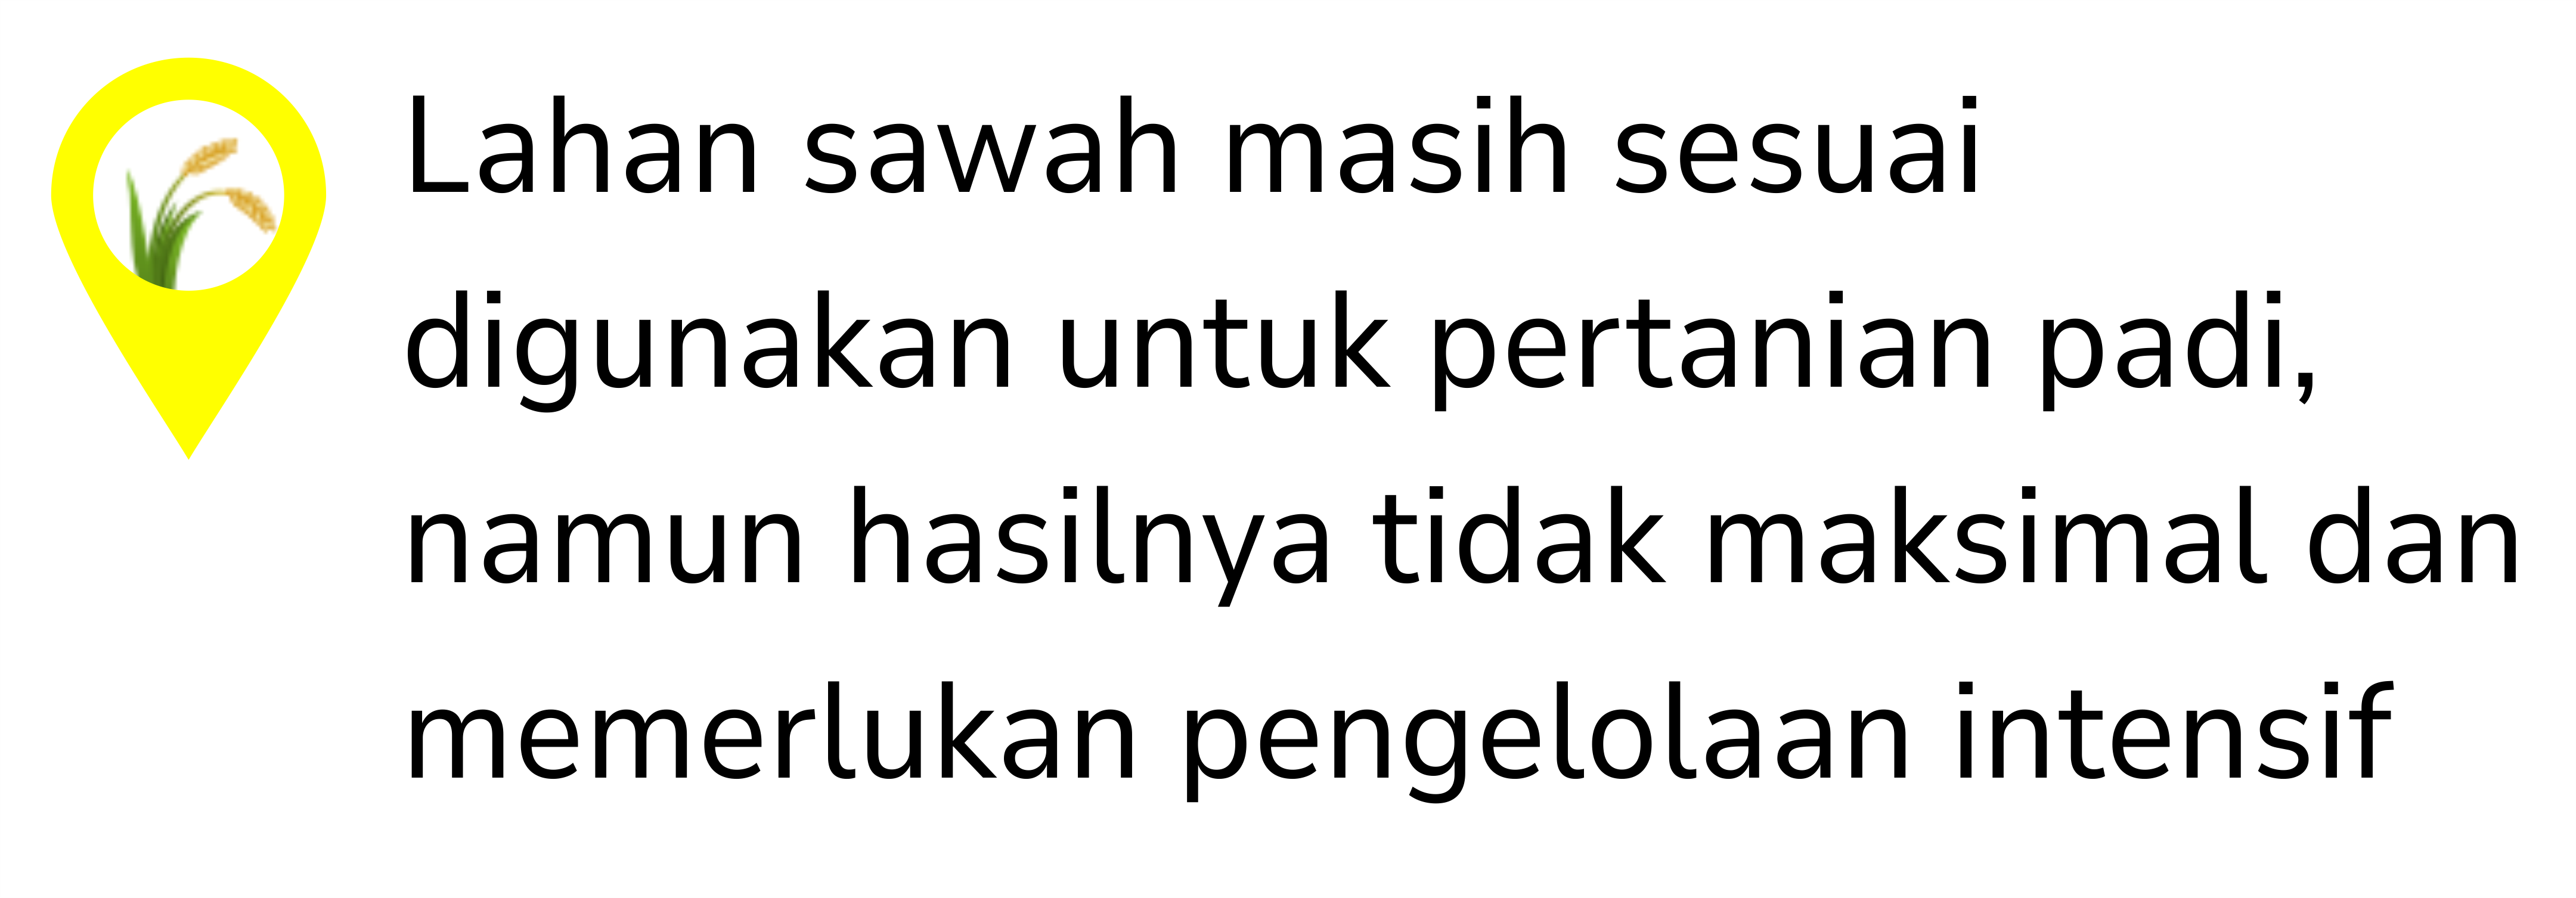 Lahan sawah masih sesuai
digunakan untuk pertanian padi,
namun hasilnya tidak maksimal dan
memerlukan pengelolaan intensif